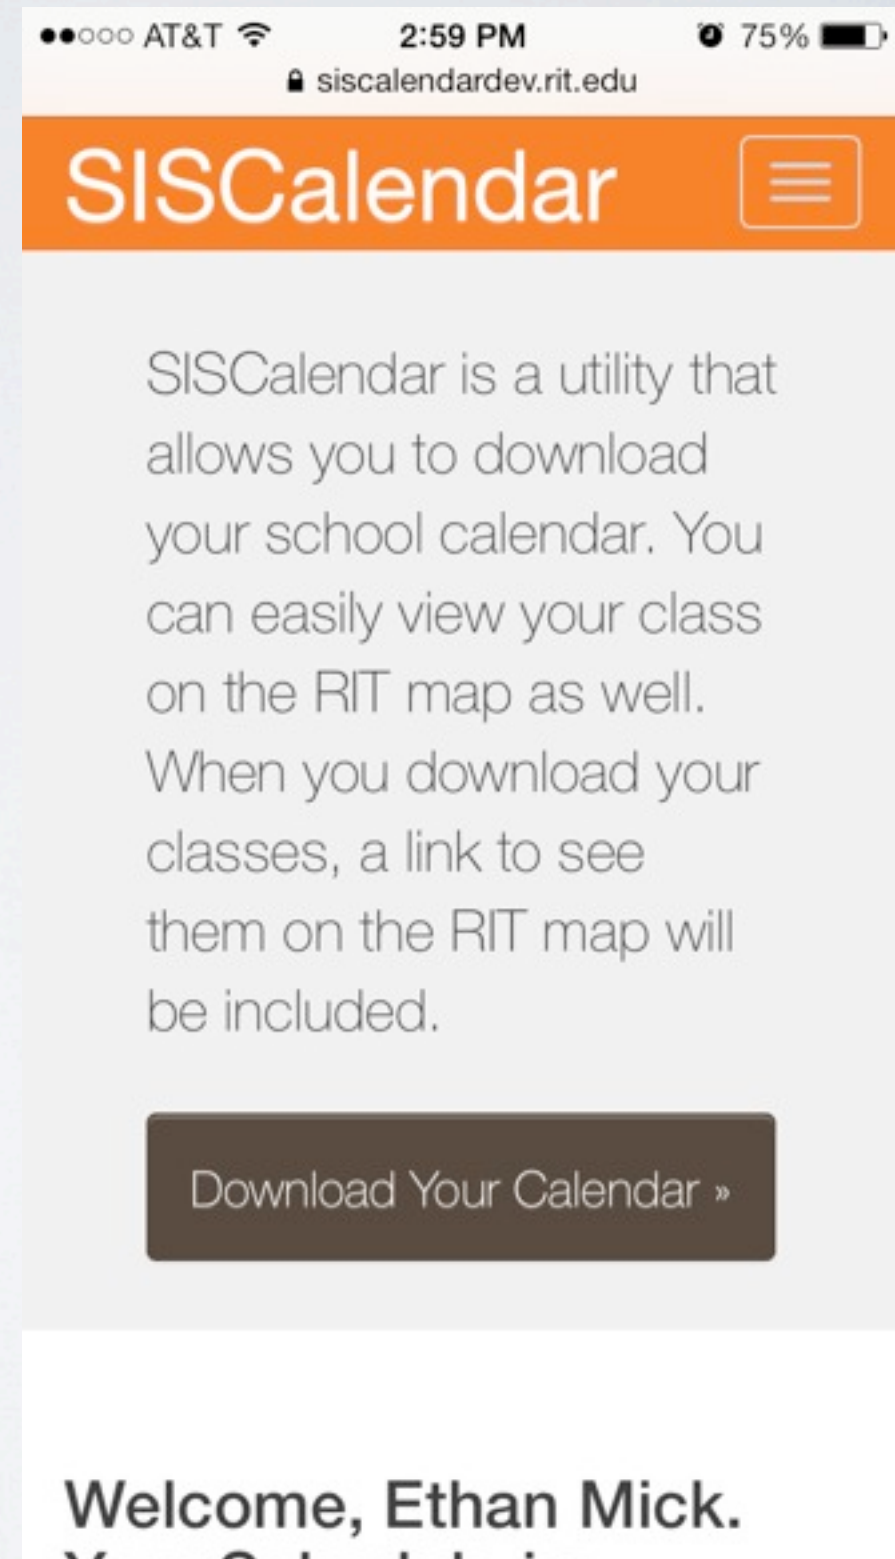 AT&T 2:59 PM 75%
siscalendardev.rit.edu
SISCalendar
SISCalendar is a utility that
allows you to download
your school calendar. You
can easily view your class
on the RIT map as well.
When you download your
classes, a link to see
them on the RIT map will
be included.
Download Your Calendar »
Welcome, Ethan Mick.